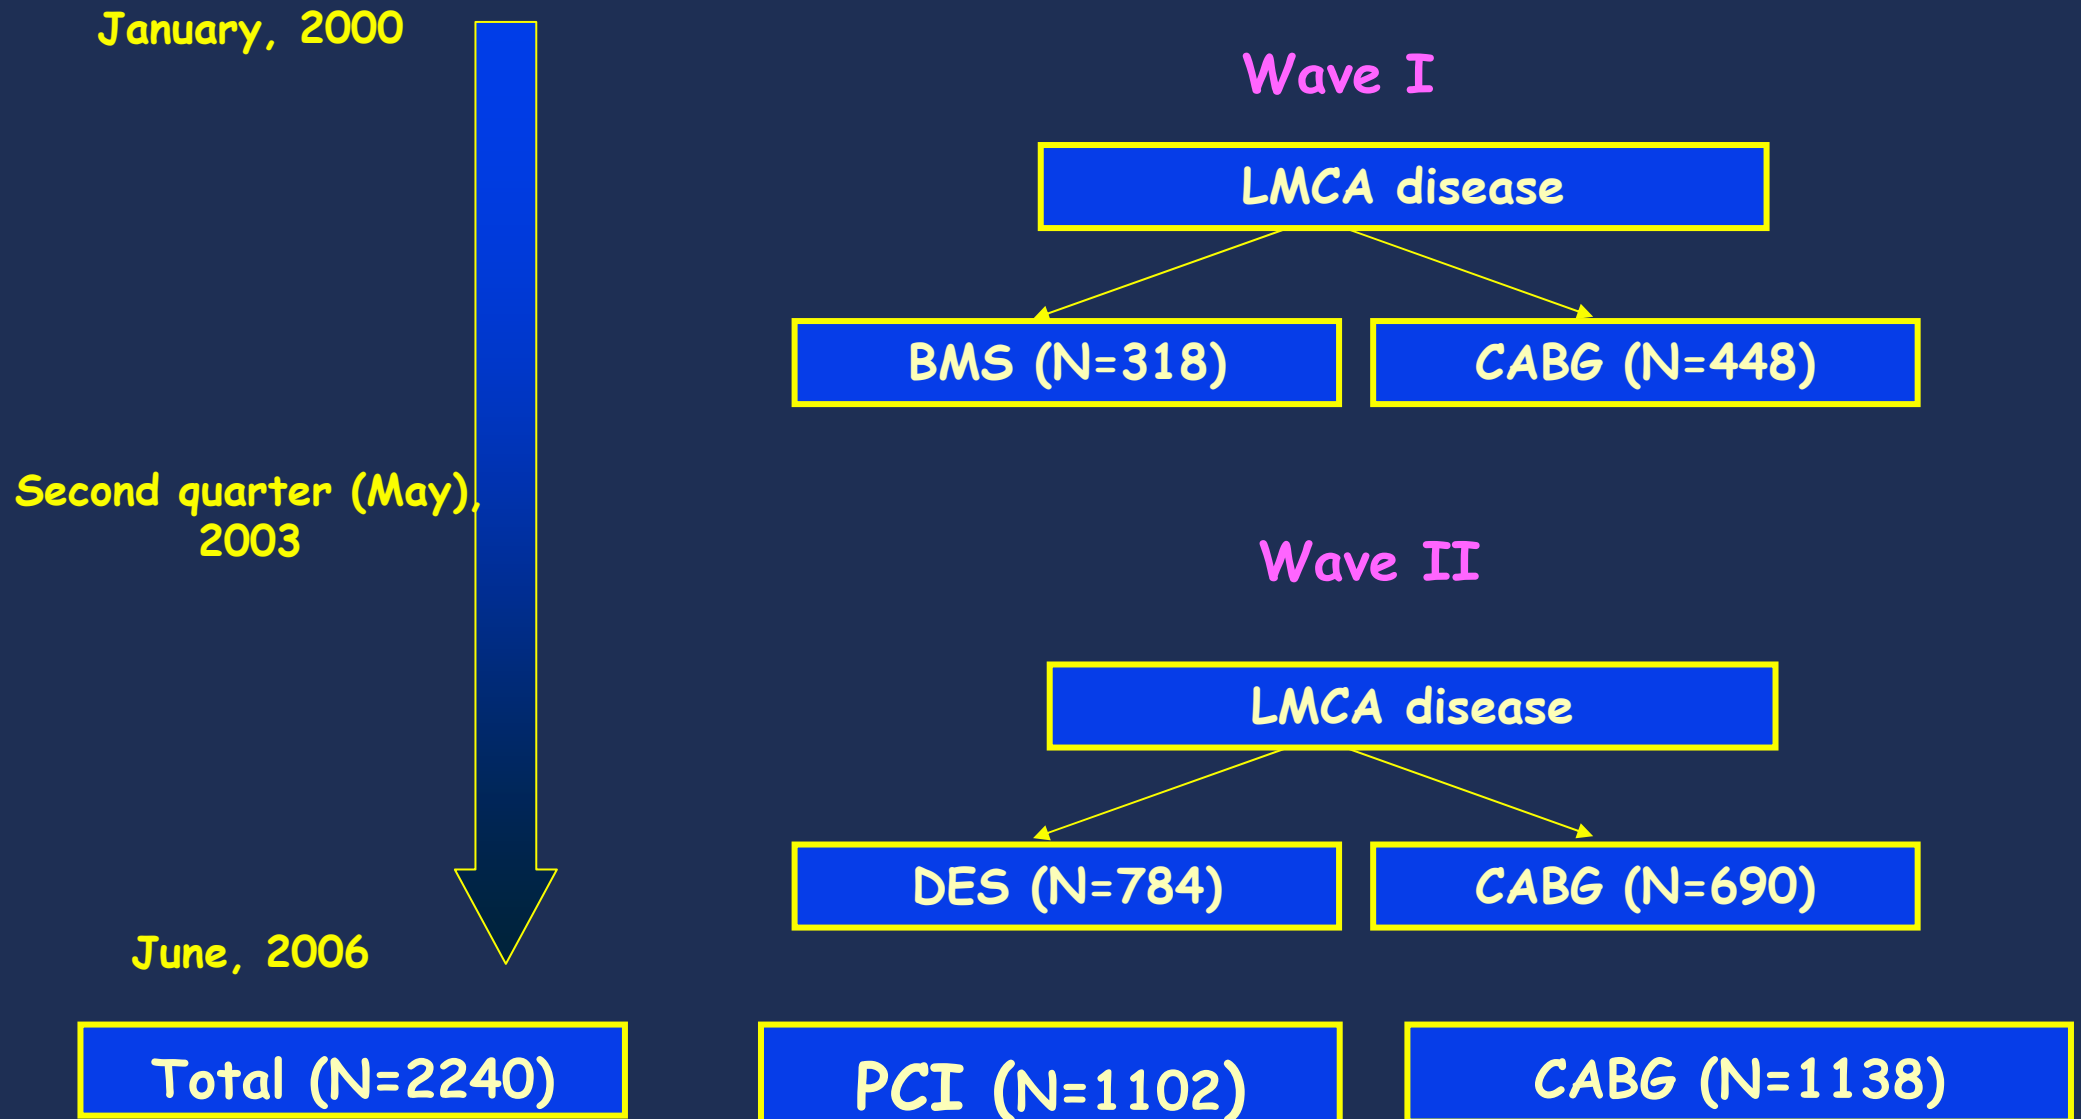 January, 2000
Wave I
LMCA disease
BMS (N=318)
CABG (N=448)
Second quarter (May),
2003
Wave II
LMCA disease
DES (N=784)
CABG (N=690)
June, 2006
Total (N=2240)
PCI (N=1102)
CABG (N=1138)